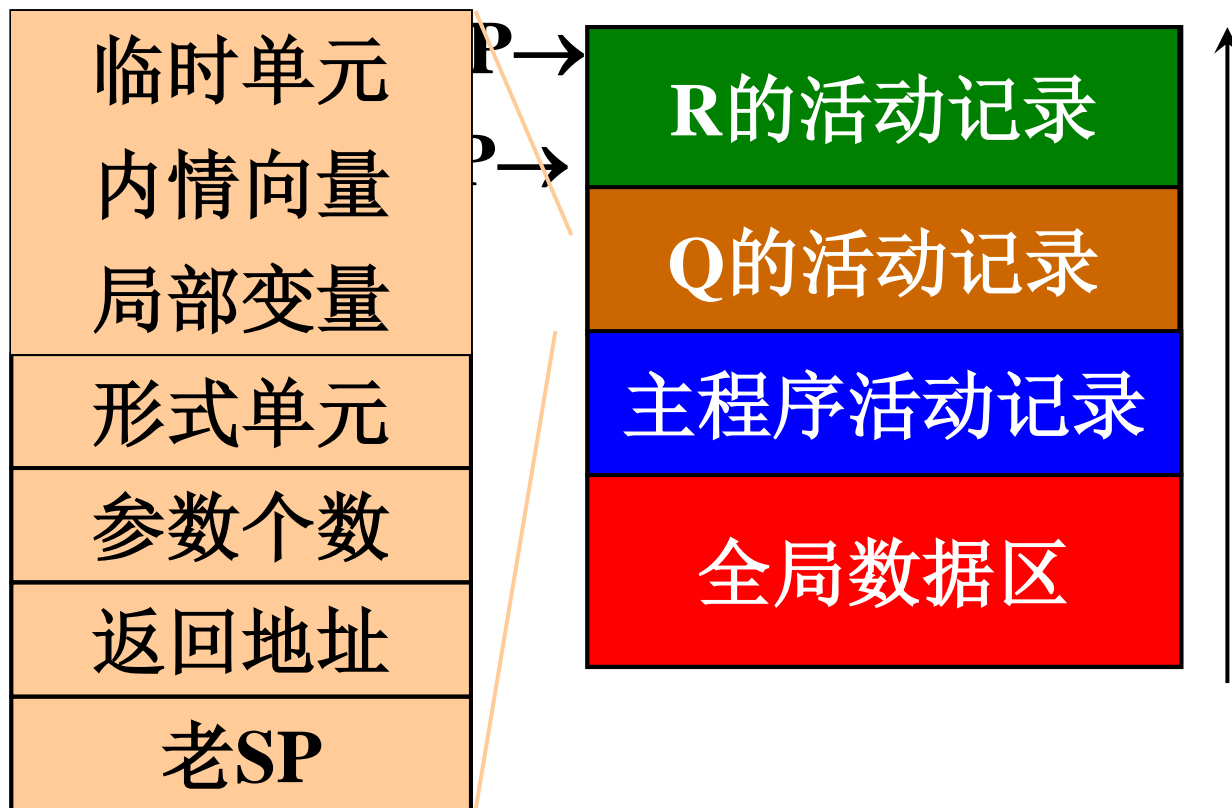 临时单元
内情向量
局部变量
形式单元
参数个数
返回地址
老SP
P→
P→
R的活动记录
Q的活动记录
主程序活动记录
全局数据区